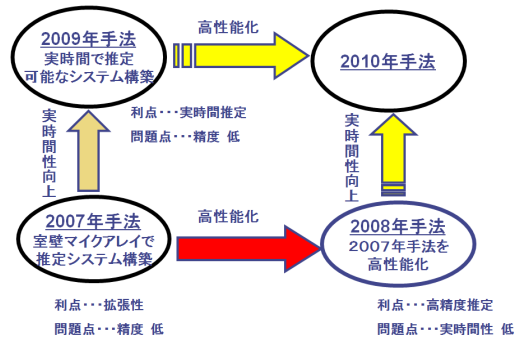 2009年手法
実時間で推定
可能なシステム構築
高性能化
2010年手法
利点・・・実時間推定
問題点・・・精度 低
実時間性向上
実時間性向上
2007年手法
室壁マイクアレイで
推定システム構築
高性能化
2008年手法
2007年手法を
高性能化
利点・・・拡張性
問題点・・・精度 低
利点・・・高精度推定
問題点・・・実時間性 低